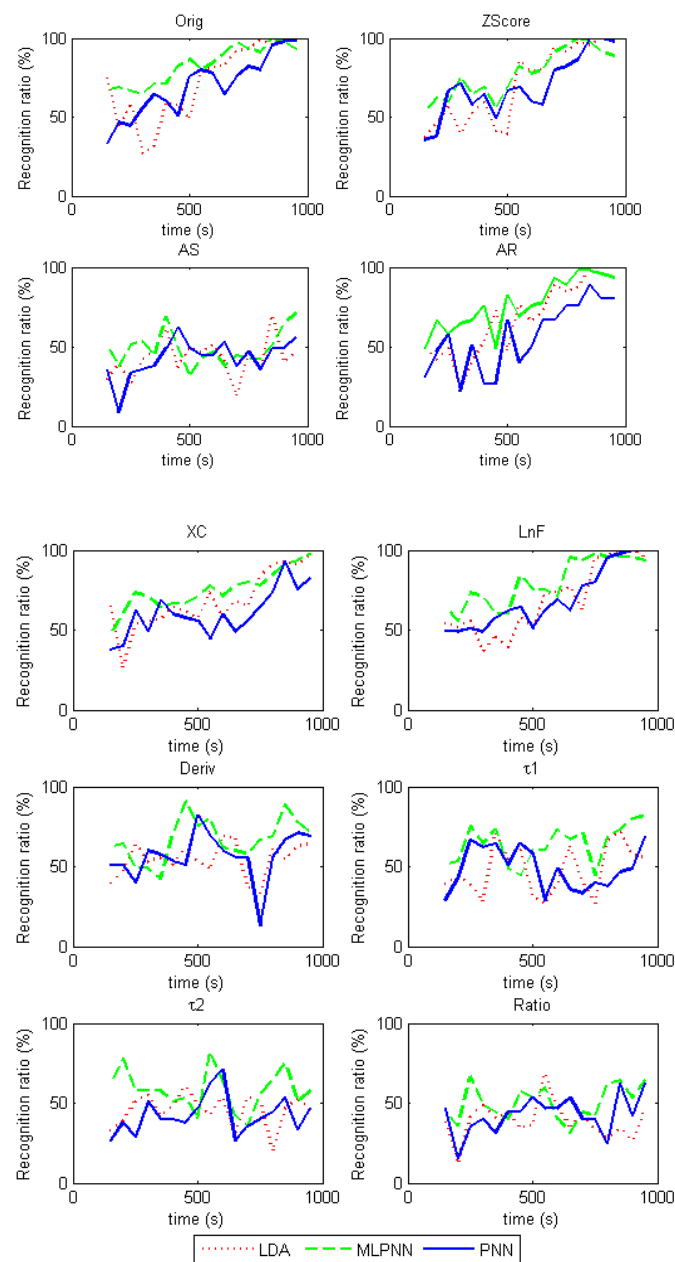 Orig
ZScore
Recognition ratio (%)
100
50
0
0 500 1000
time (s)
Recognition ratio (%)
100
50
0
0 500 1000
time (s)
AS
AR
Recognition ratio (%)
100
50
0
0 500 1000
time (s)
Recognition ratio (%)
100
50
0
0 500 1000
time (s)
XC
LnF
Recognition ratio (%)
100
50
0
0 500 1000
time (s)
Recognition ratio (%)
100
50
0
0 500 1000
time (s)
Deriv
τ1
Recognition ratio (%)
100
50
0
0 500 1000
time (s)
Recognition ratio (%)
100
50
0
0 500 1000
time (s)
τ2
Ratio
Recognition ratio (%)
100
50
0
0 500 1000
time (s)
Recognition ratio (%)
100
50
0
0 500 1000
time (s)
LDA MLPNN PNN